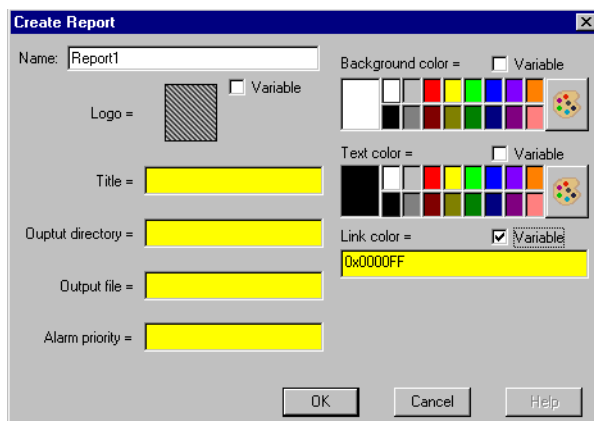 Create Report
Name: Report1
Variable
Logo =
Title =
Ouptut directory =
Output file =
Alarm priority =
Background color =
Variable
Text color =
Variable
Link color =
Variable
0x0000FF
OK
Cancel
Help